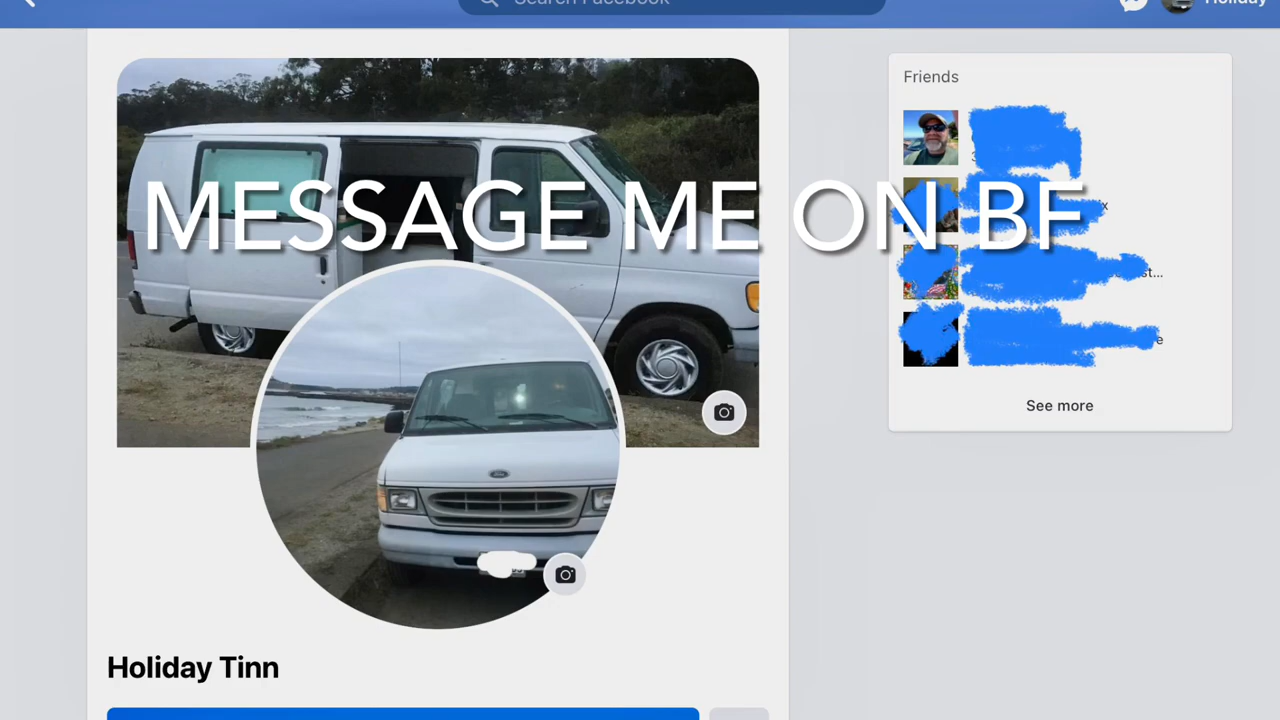 Search Facebook
Holiday
Friends
MESSAGE ME ON BF
See more
Holiday Tinn